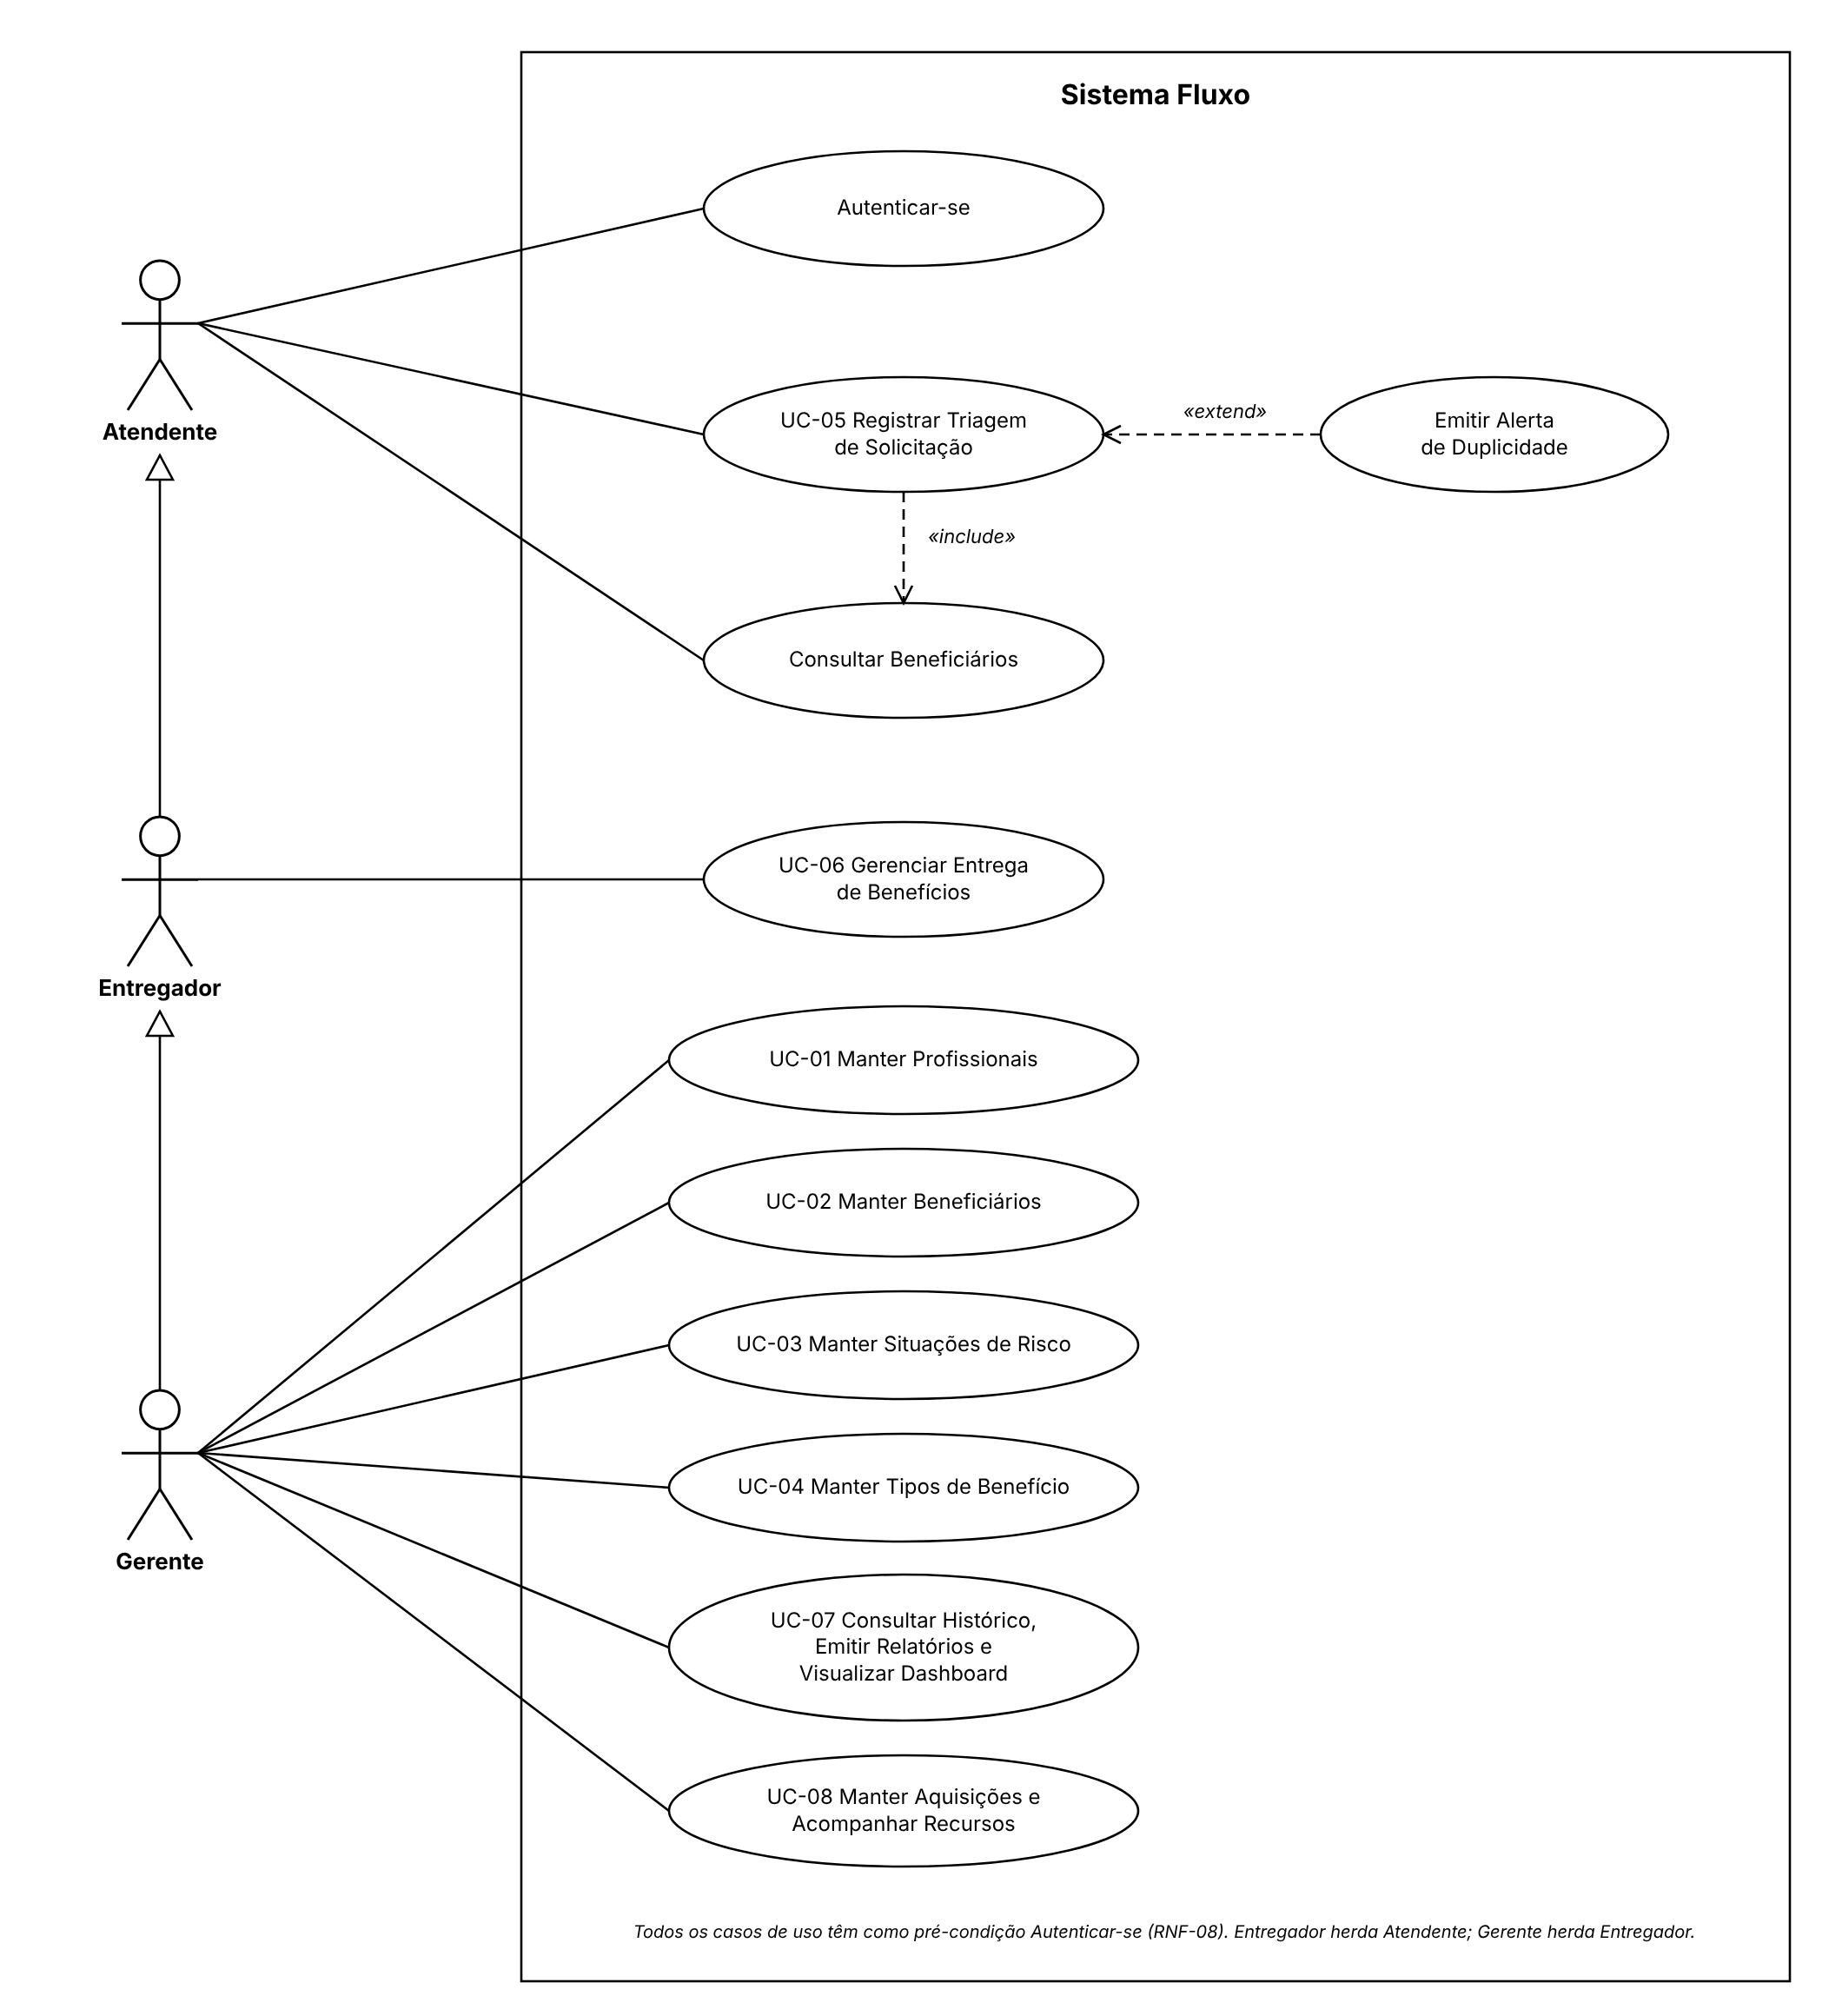 Sistema Fluxo
Autenticar-se
Atendente
UC-05 Registrar Triagem
de Solicitação
«extend»
Emitir Alerta
de Duplicidade
«include»
Consultar Beneficiários
Entregador
UC-06 Gerenciar Entrega
de Benefícios
UC-01 Manter Profissionais
UC-02 Manter Beneficiários
UC-03 Manter Situações de Risco
Gerente
UC-04 Manter Tipos de Benefício
UC-07 Consultar Histórico,
Emitir Relatórios e
Visualizar Dashboard
UC-08 Manter Aquisições e
Acompanhar Recursos
Todos os casos de uso têm como pré-condição Autenticar-se (RNF-08). Entregador herda Atendente; Gerente herda Entregador.